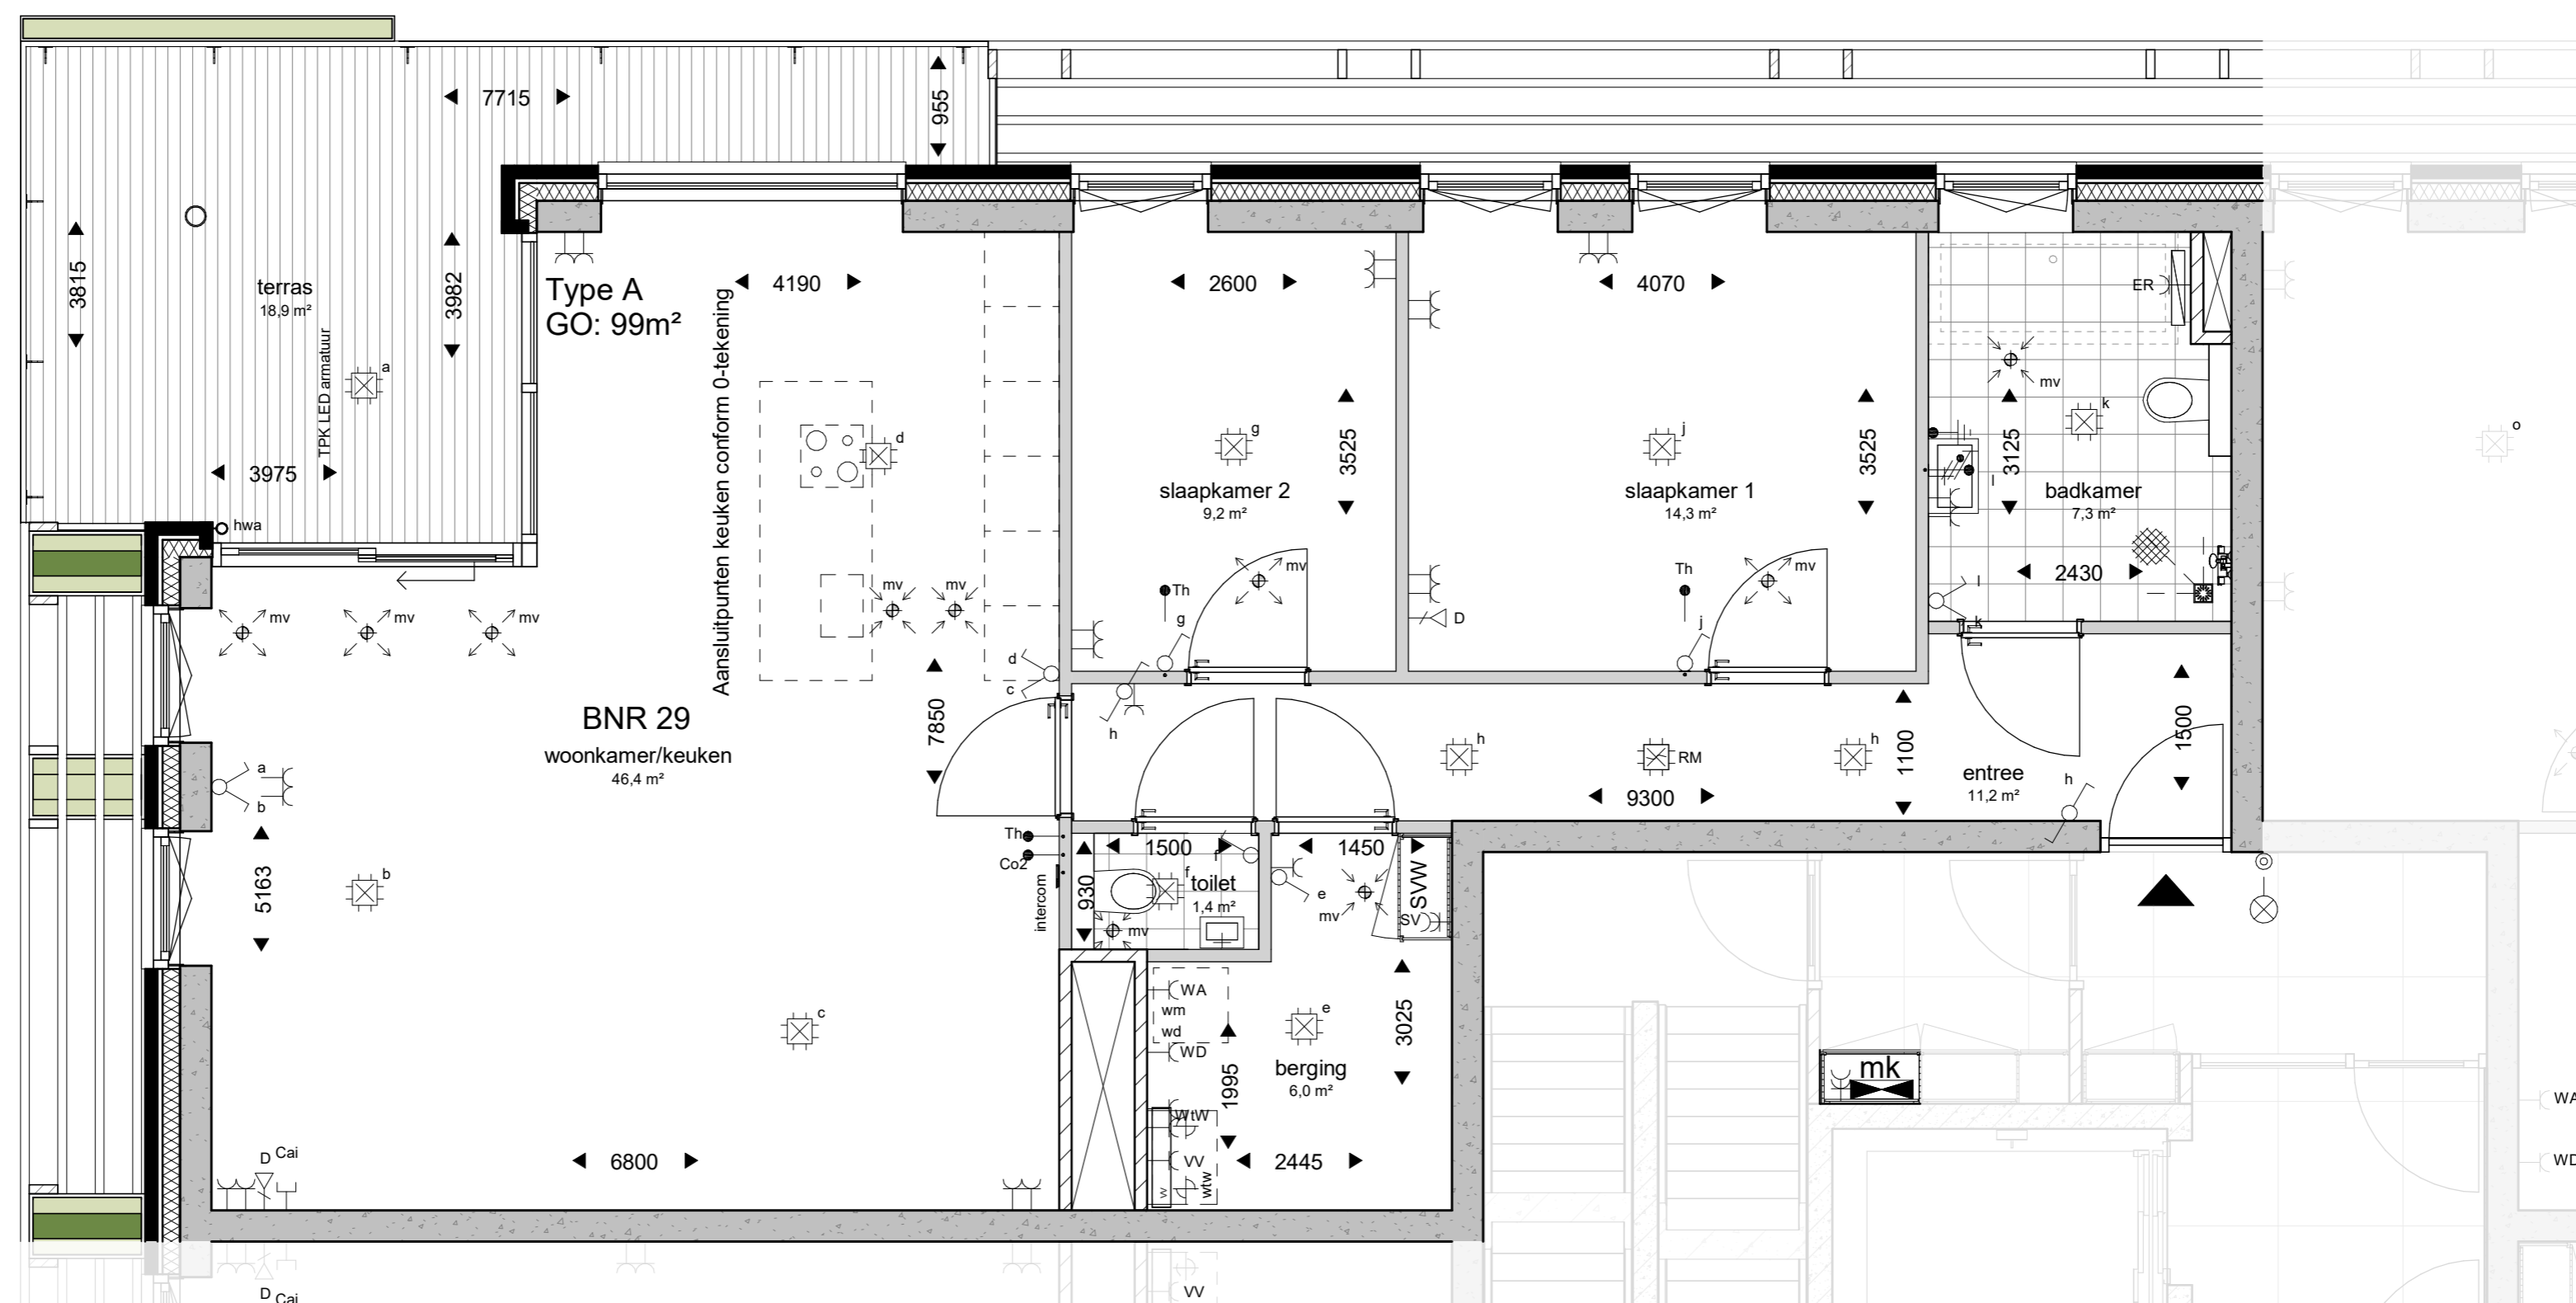 7715
955
3815
3982
terras
18,9 m²
TPK LED armatuur
a
3975
hwa
Type A
GO: 99m²
4190
Aansluitpunten keuken conform 0-tekening
d
mv
mv
mv
mv
mv
d
c
BNR 29
woonkamer/keuken
46,4 m²
7850
a
b
5163
b
c
6800
D
Cai
2600
g
3525
slaapkamer 2
9,2 m²
Th
g
mv
h
4070
j
3525
slaapkamer 1
14,3 m²
Th
j
mv
D
ER
mv
k
3125
l
badkamer
7,3 m²
2430
l
k
h
RM
h
9300
1100
entree
11,2 m²
1500
h
Th
Co2
intercom
1500
930
f
f
toilet
1,4 m²
mv
1450
e
mv
SVW
SV
WA
wm
wd
WD
e
3025
berging
6,0 m²
1995
WtW
VV
w
wtw
2445
mk
o
WA
WD
D
Cai
VV